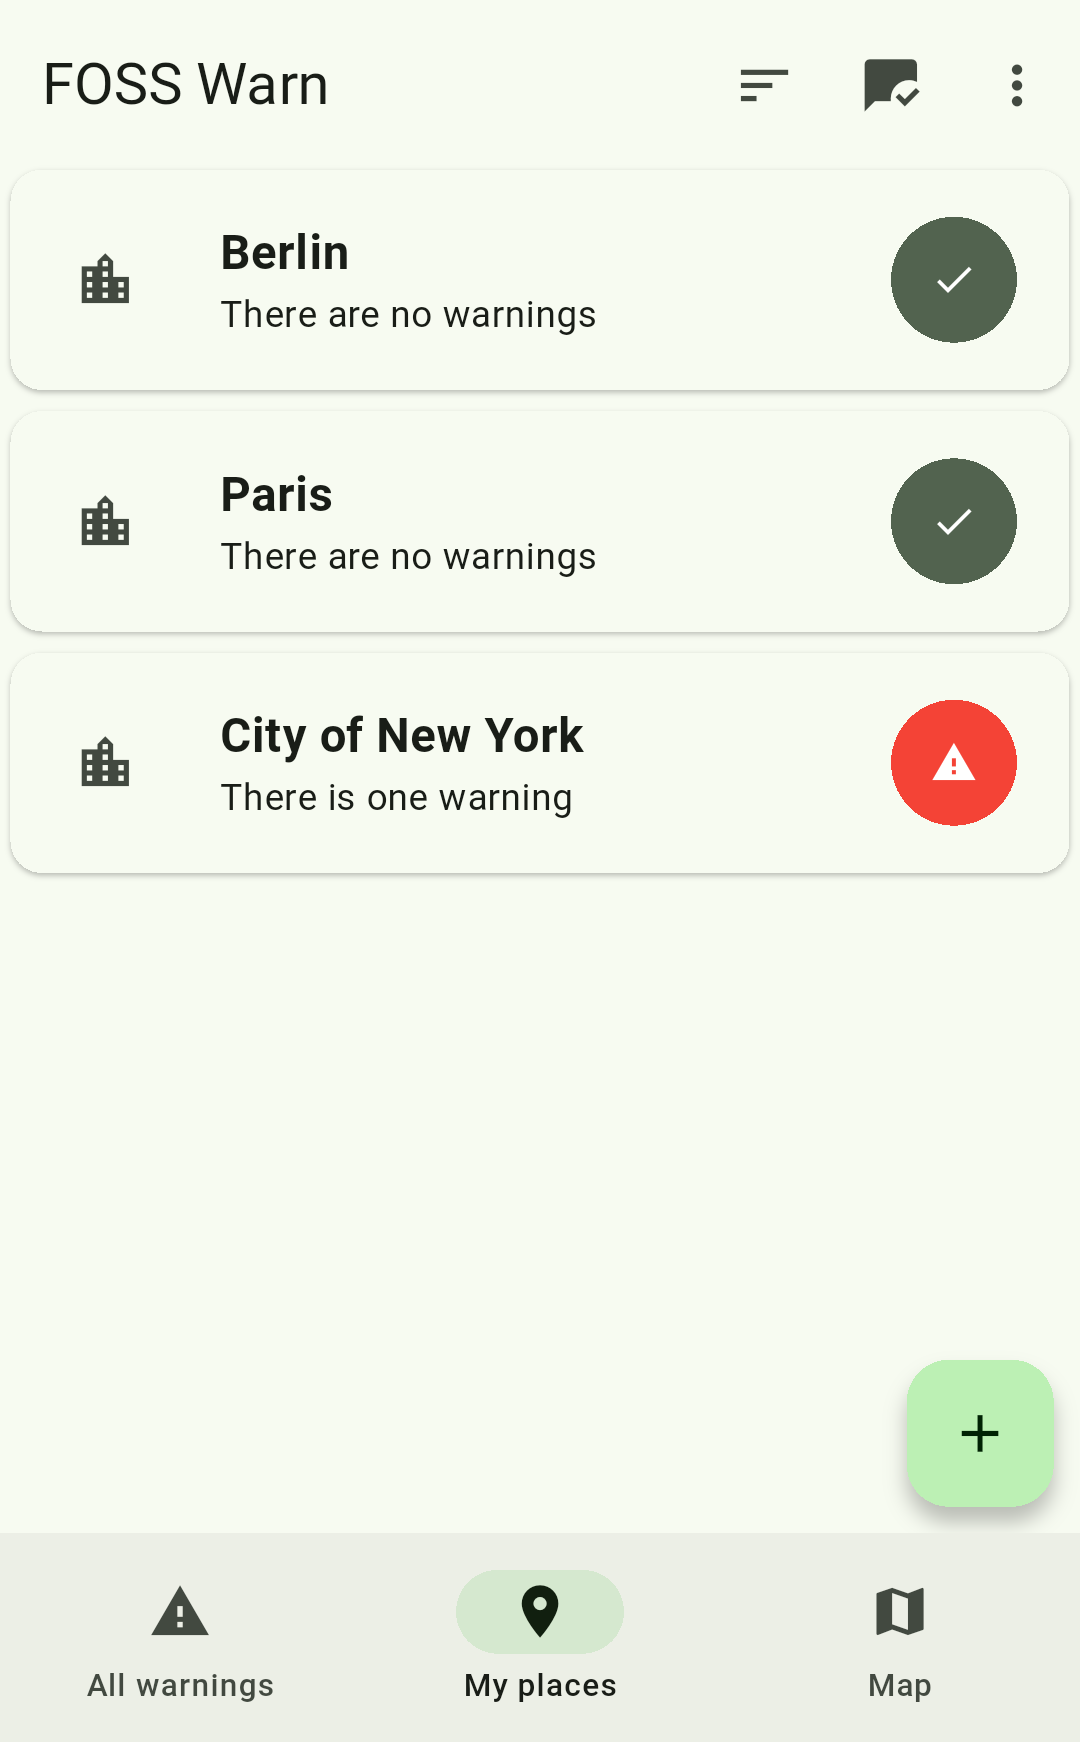 FOSS Warn
Berlin
There are no warnings
Paris
There are no warnings
City of New York
There is one warning
All warnings
My places
Map